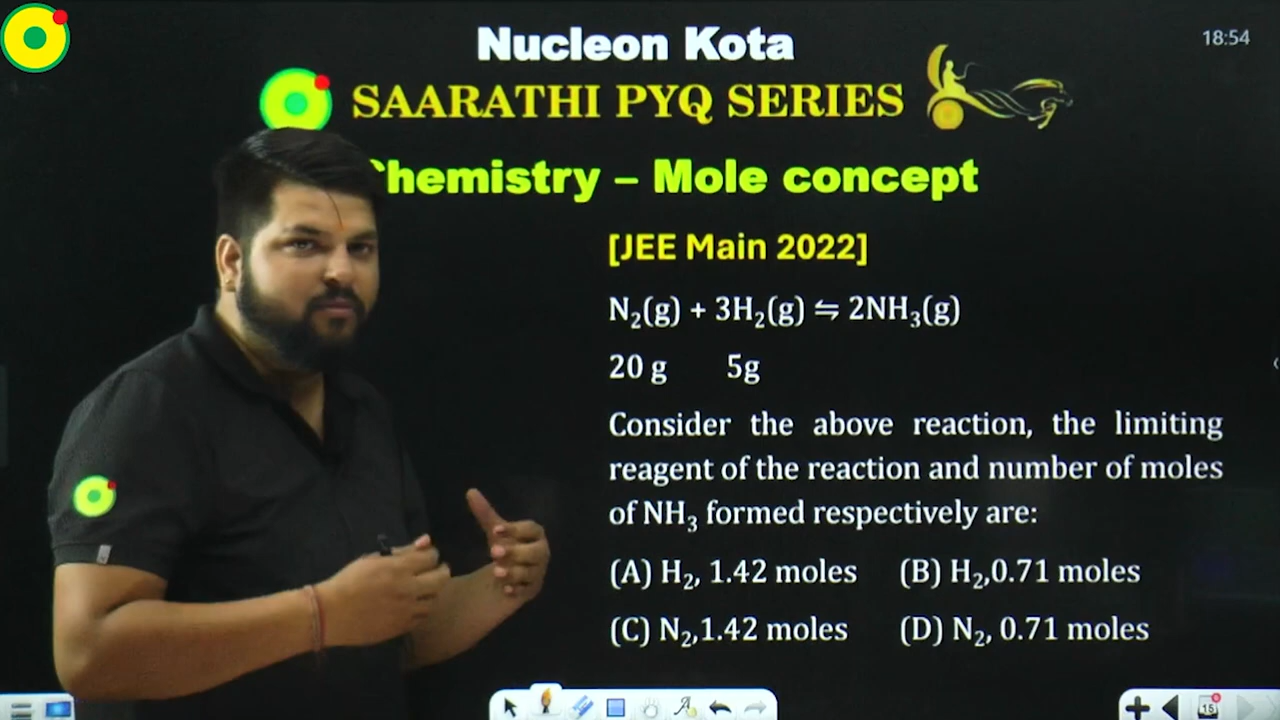 Nucleon Kota
18:54
SAARATHI PYQ SERIES
Chemistry – Mole concept
[JEE Main 2022]
N₂(g) + 3H₂(g) ⇋ 2NH₃(g)
20 g 5g
Consider the above reaction, the limiting
reagent of the reaction and number of moles
of NH₃ formed respectively are:
(A) H₂, 1.42 moles (B) H₂,0.71 moles
(C) N₂,1.42 moles (D) N₂, 0.71 moles
15